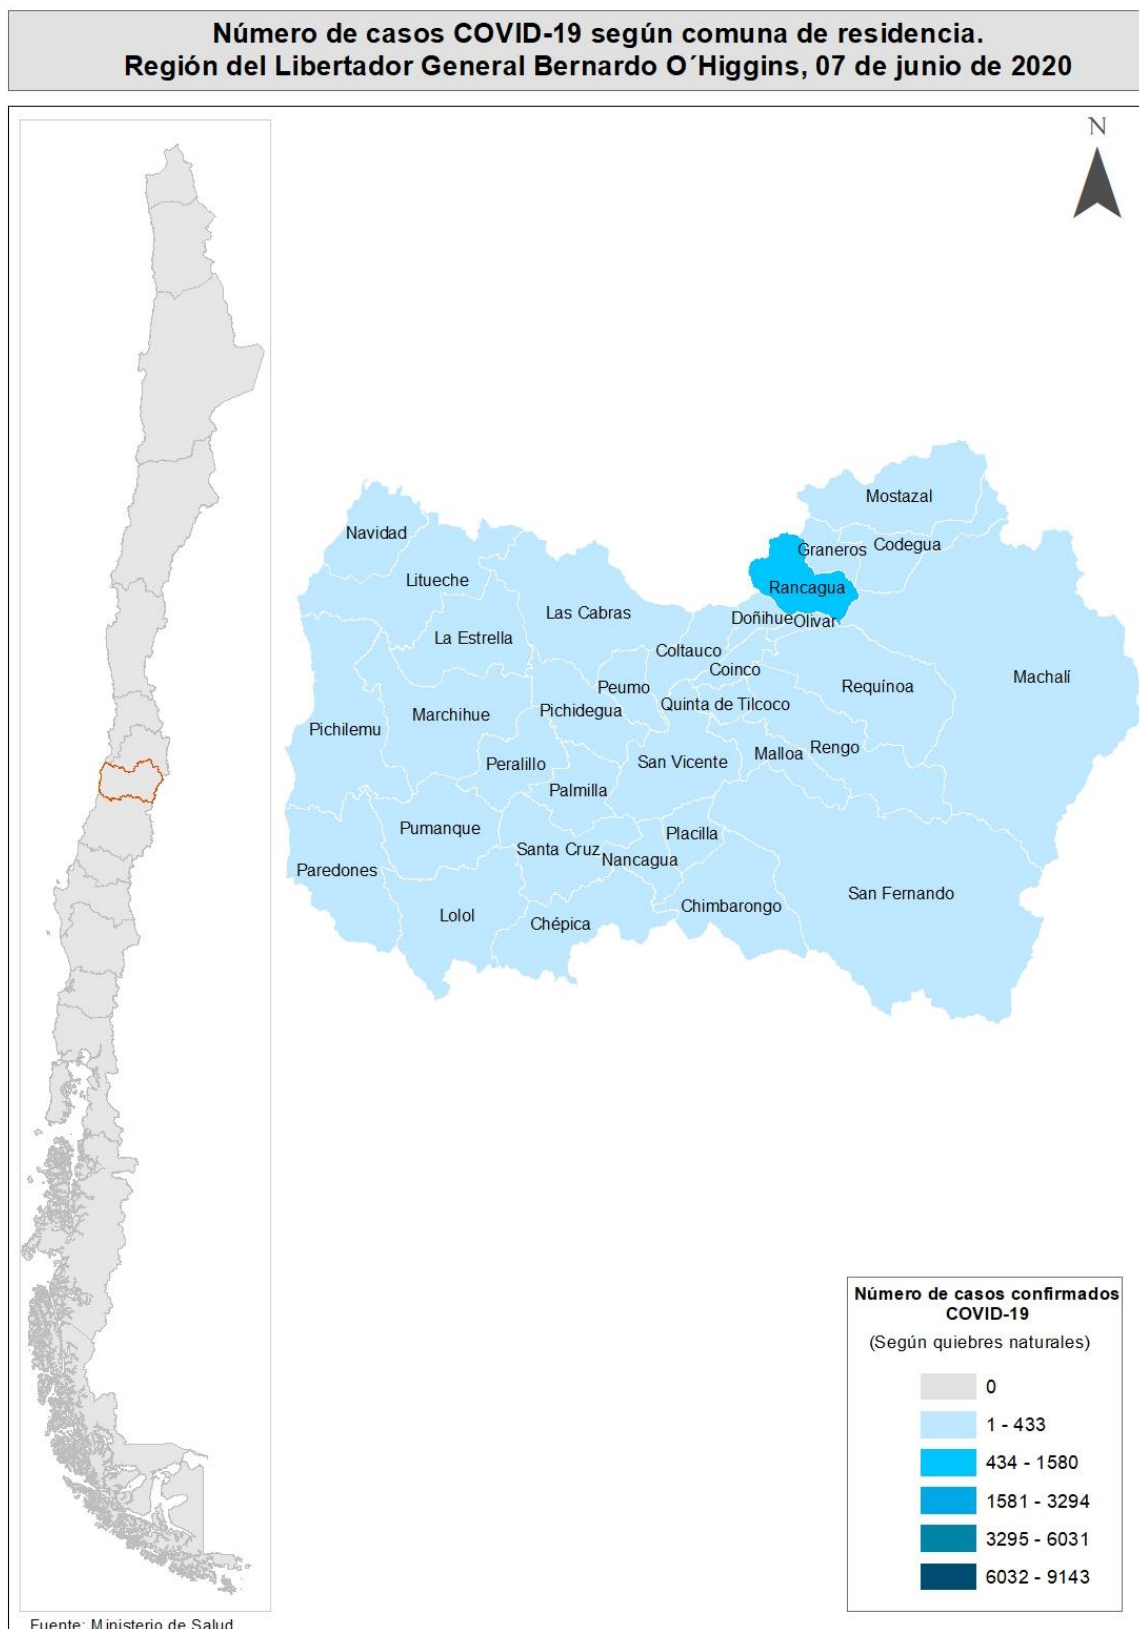 Número de casos COVID-19 según comuna de residencia.
Región del Libertador General Bernardo O´Higgins, 07 de junio de 2020
N
Mostazal
Navidad
Graneros
Codegua
Litueche
Rancagua
Las Cabras
Doñihue
Olivar
La Estrella
Coltauco
Coinco
Machalí
Peumo
Requínoa
Quinta de Tilcoco
Pichidegua
Marchihue
Pichilemu
Rengo
Malloa
San Vicente
Peralillo
Palmilla
Pumanque
Placilla
Santa Cruz
Nancagua
Paredones
San Fernando
Chimbarongo
Lolol
Chépica
Número de casos confirmados
COVID-19
(Según quiebres naturales)
0
1 - 433
434 - 1580
1581 - 3294
3295 - 6031
6032 - 9143
Fuente: Ministerio de Salud